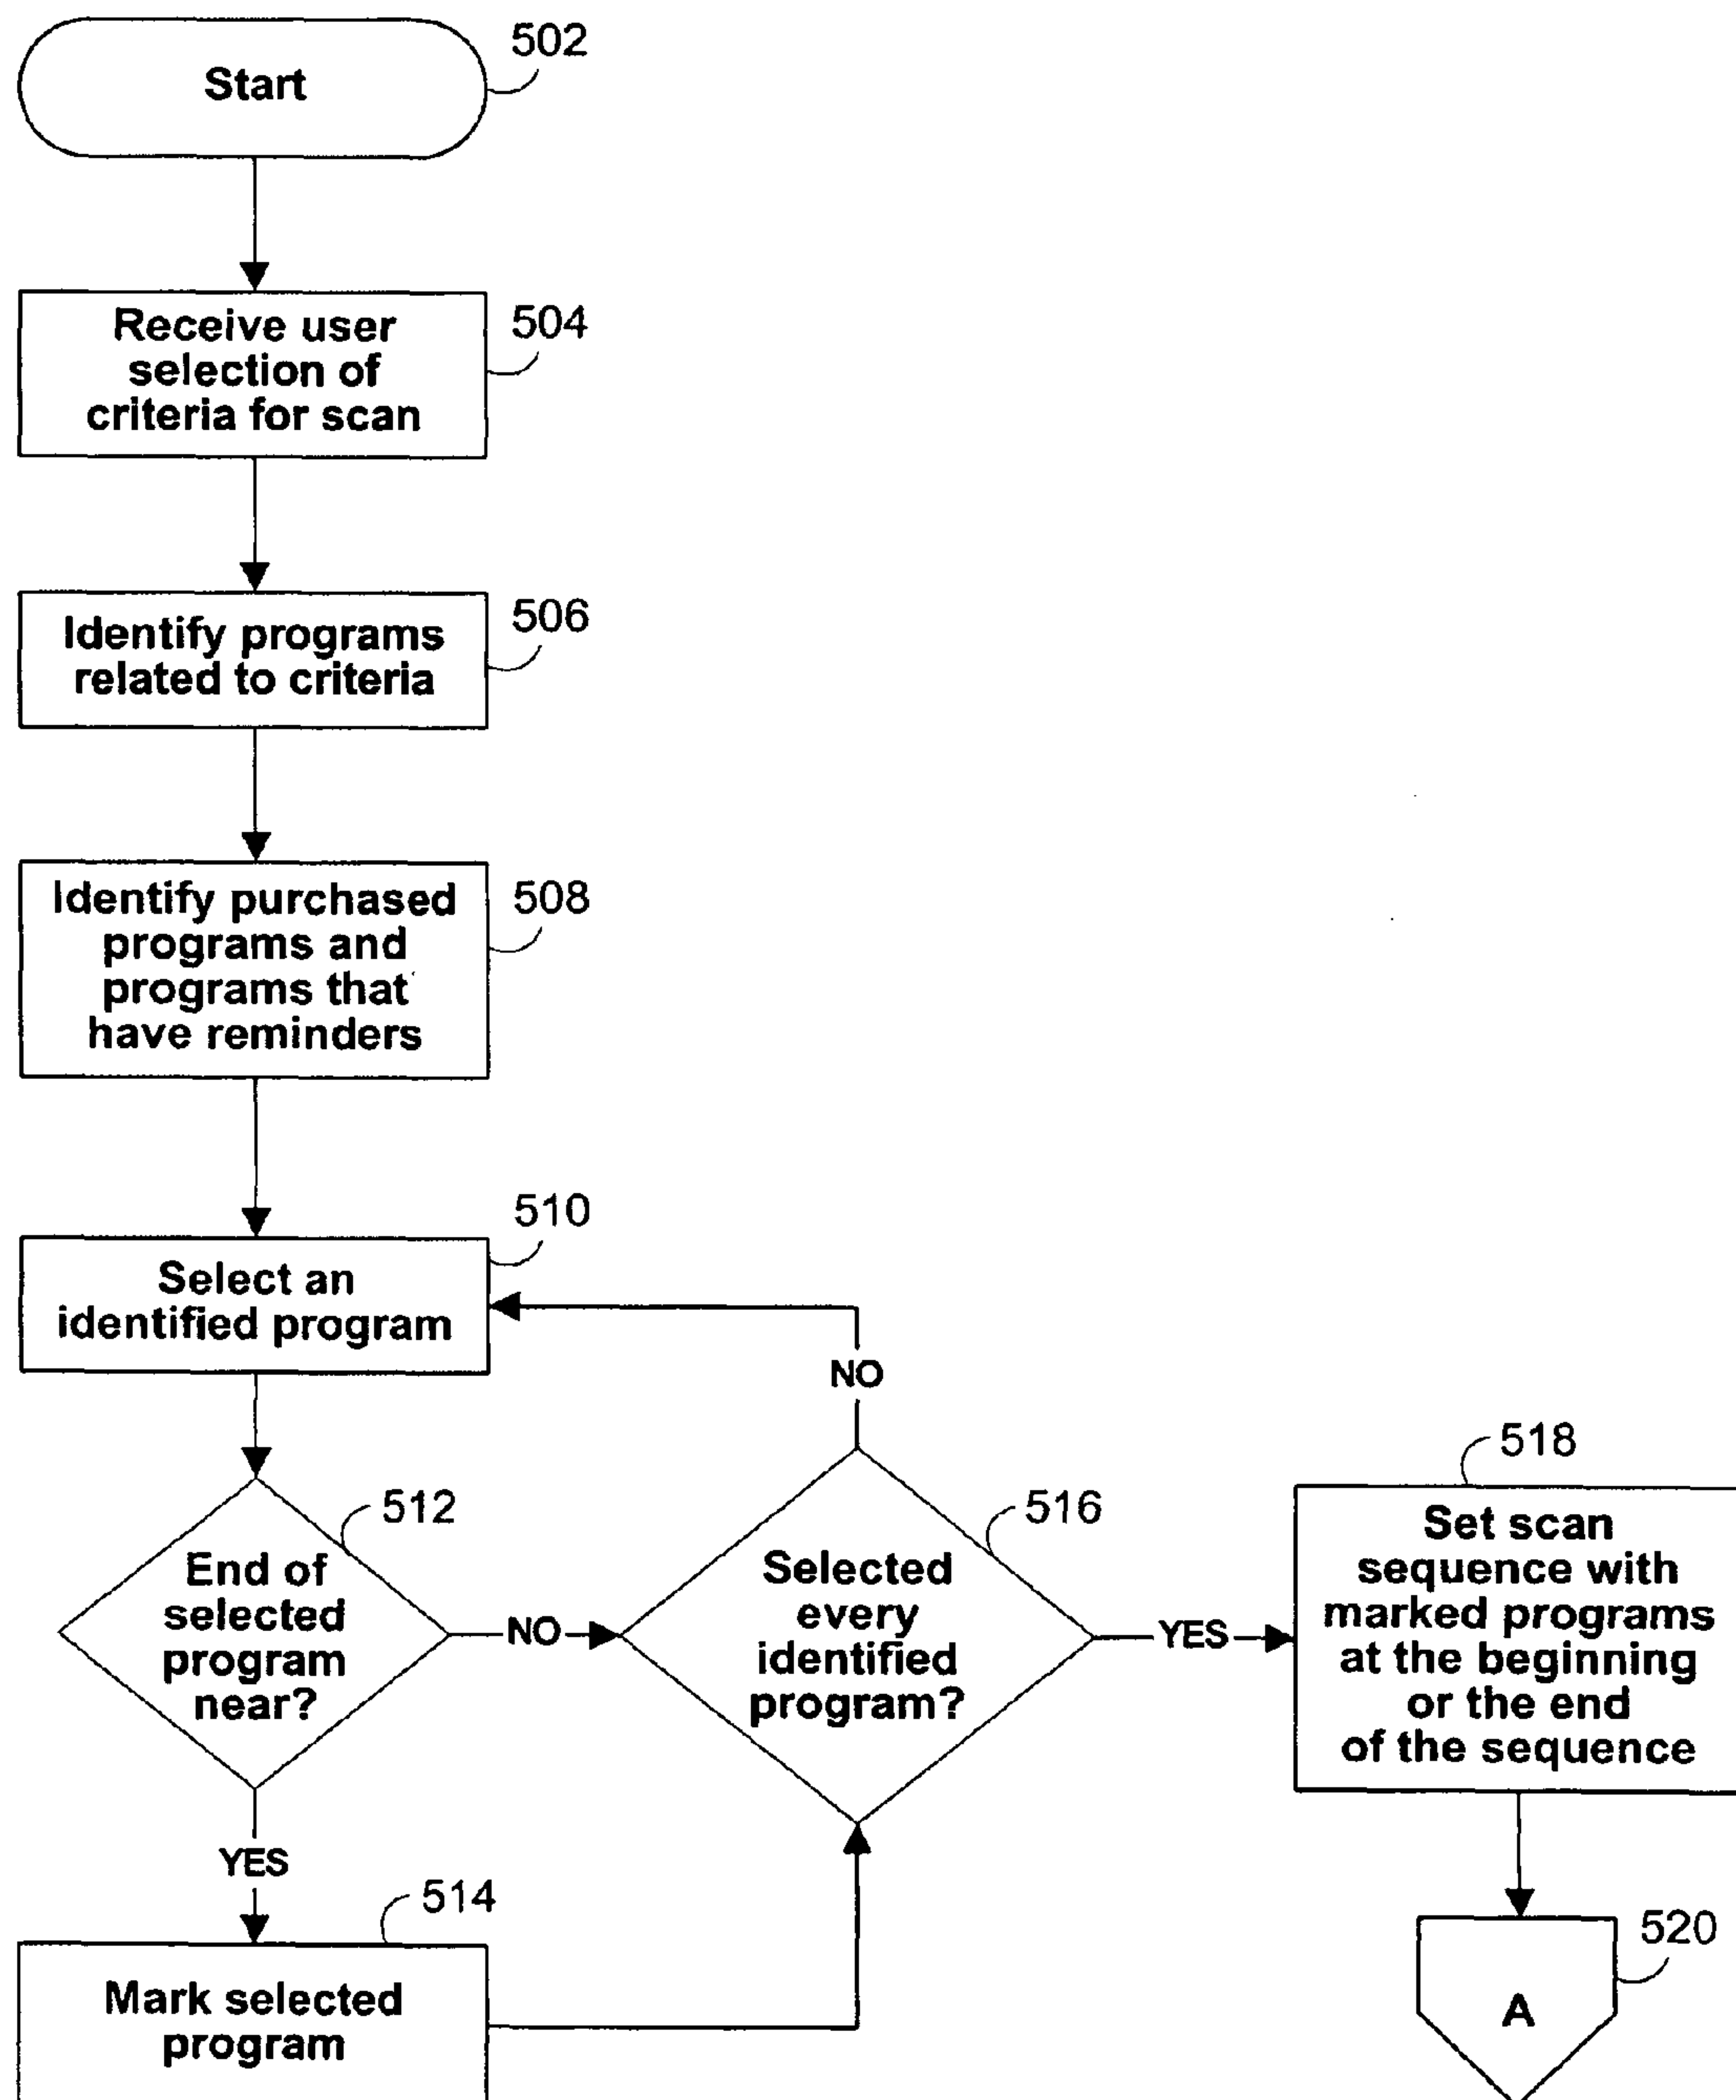 Start
502
Receive user
selection of
criteria for scan
504
Identify programs
related to criteria
506
Identify purchased
programs and
programs that
have reminders
508
Select an
identified program
510
NO
End of
selected
program
near?
512
NO
Selected
every
identified
program?
516
YES
Set scan
sequence with
marked programs
at the beginning
or the end
of the sequence
518
YES
Mark selected
program
514
A
520